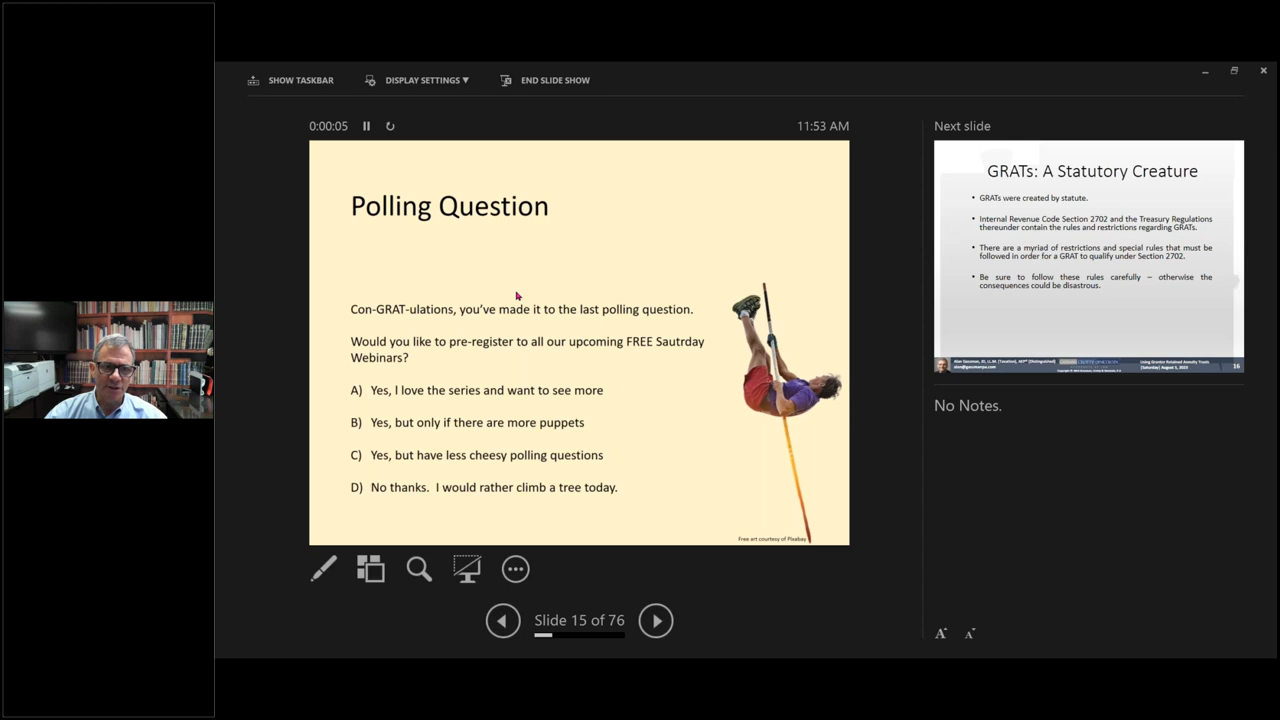 SHOW TASKBAR
DISPLAY SETTINGS ▼
END SLIDE SHOW
0:00:05
11:53 AM
Polling Question
Con-GRAT-ulations, you've made it to the last polling question.
Would you like to pre-register to all our upcoming FREE Sautrday
Webinars?
A) Yes, I love the series and want to see more
B) Yes, but only if there are more puppets
C) Yes, but have less cheesy polling questions
D) No thanks. I would rather climb a tree today.
Free art courtesy of Pixabay
Slide 15 of 76
Next slide
GRATs: A Statutory Creature
• GRATs were created by statute.
• Internal Revenue Code Section 2702 and the Treasury Regulations
thereunder contain the rules and restrictions regarding GRATs.
• There are a myriad of restrictions and special rules that must be
followed in order for a GRAT to qualify under Section 2702.
• Be sure to follow these rules carefully – otherwise the
consequences could be disastrous.
Using Grantor Retained Annuity Trusts
16
No Notes.
A A